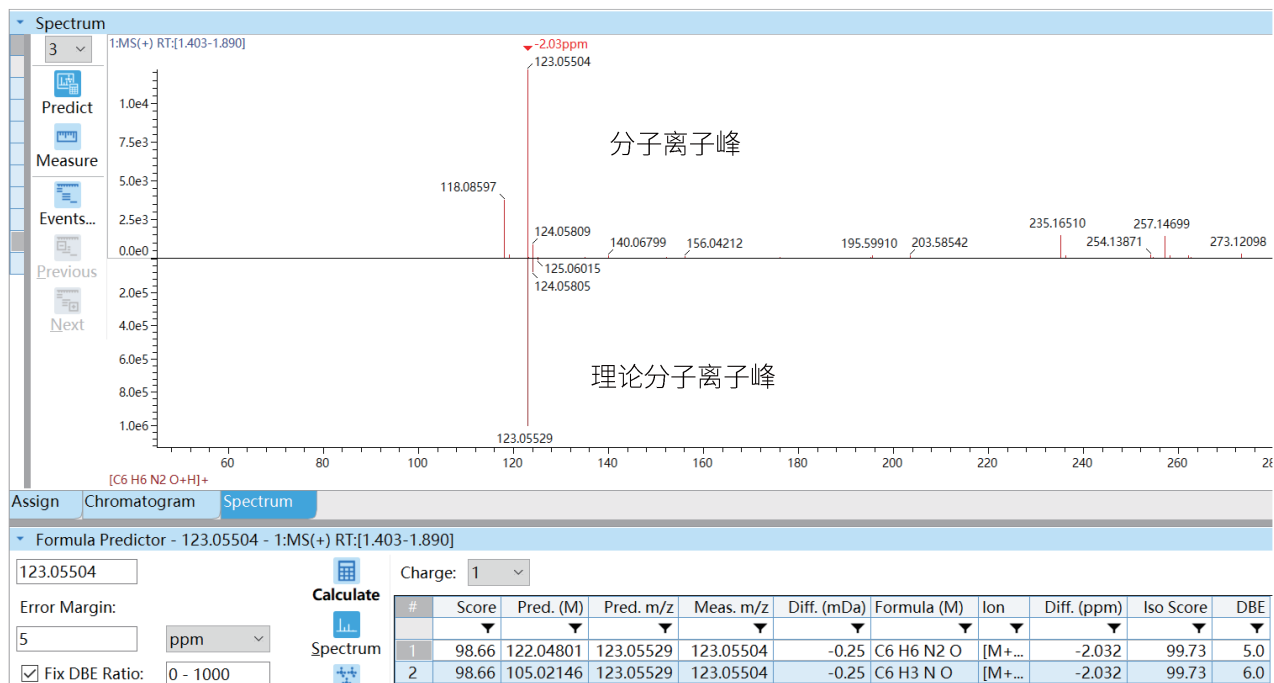 Spectrum
3
1:MS(+) RT:[1.403-1.890]
-2.03ppm
123.05504
Predict
1.0e4
分子离子峰
7.5e3
Measure
5.0e3
118.08597
Events...
2.5e3
124.05809
140.06799
156.04212
195.59910
203.58542
235.16510
254.13871
257.14699
273.12098
0.0e0
Previous
125.06015
124.05805
2.0e5
Next
4.0e5
6.0e5
理论分子离子峰
8.0e5
1.0e6
123.05529
60 80 100 120 140 160 180 200 220 240 260
[C6 H6 N2 O+H]+
Assign Chromatogram Spectrum
Formula Predictor - 123.05504 - 1:MS(+) RT:[1.403-1.890]
123.05504
Calculate
Charge: 1
Error Margin:
5 ppm
Spectrum
Fix DBE Ratio: 0 - 1000
# Score Pred. (M) Pred. m/z Meas. m/z Diff. (mDa) Formula (M) Ion Diff. (ppm) Iso Score DBE
1 98.66 122.04801 123.05529 123.05504 -0.25 C6 H6 N2 O [M+... -2.032 99.73 5.0
2 98.66 105.02146 123.05529 123.05504 -0.25 C6 H3 N O [M+... -2.032 99.73 6.0